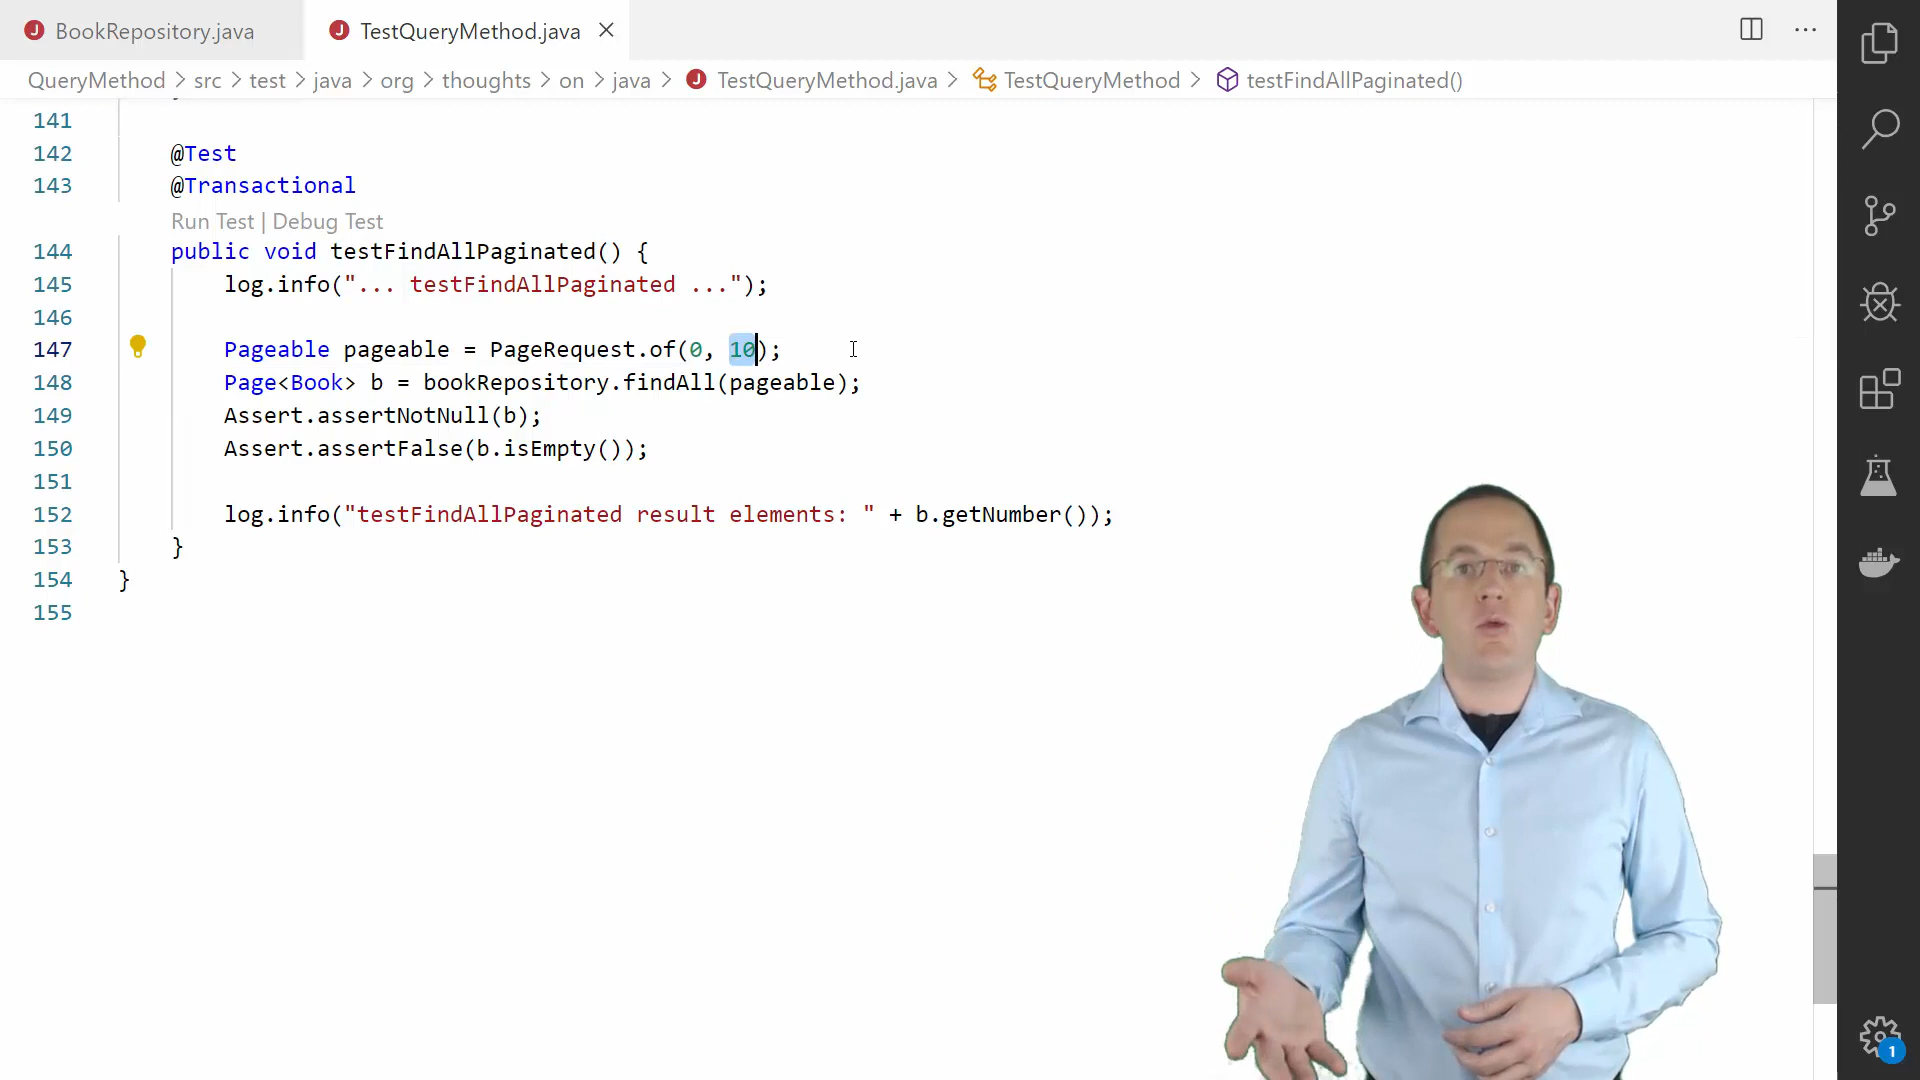 BookRepository.java
TestQueryMethod.java
QueryMethod > src > test > java > org > thoughts > on > java > TestQueryMethod.java > TestQueryMethod > testFindAllPaginated()
141
142 @Test
143 @Transactional
Run Test | Debug Test
144 public void testFindAllPaginated() {
145 log.info("... testFindAllPaginated ...");
146
147 Pageable pageable = PageRequest.of(0, 10);
148 Page<Book> b = bookRepository.findAll(pageable);
149 Assert.assertNotNull(b);
150 Assert.assertFalse(b.isEmpty());
151
152 log.info("testFindAllPaginated result elements: " + b.getNumber());
153 }
154 }
155
1